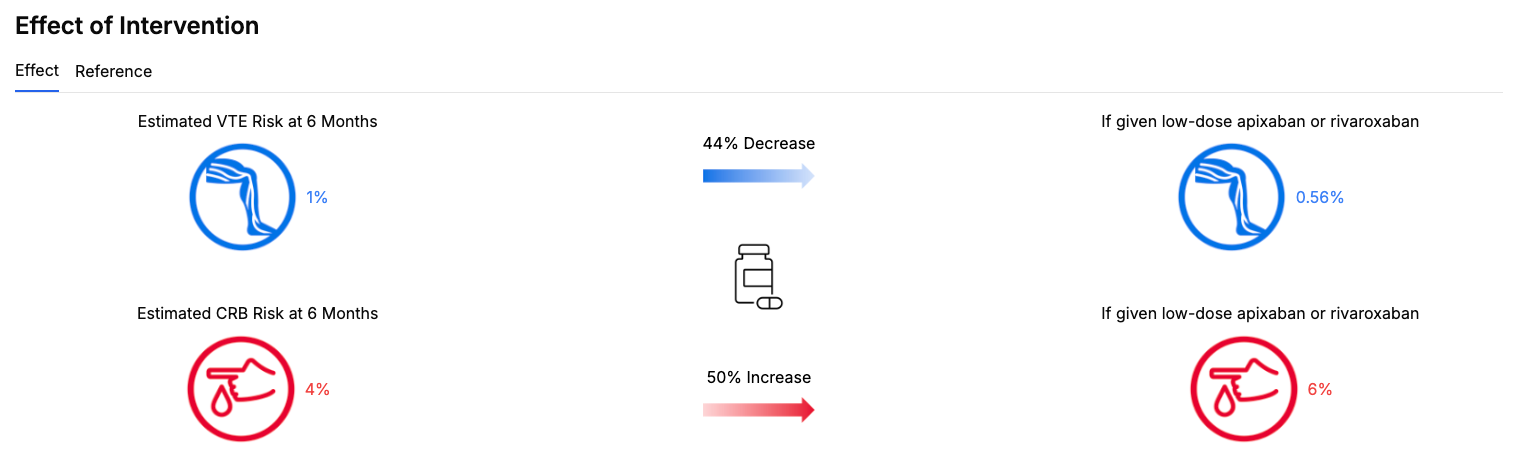 Effect of Intervention
Effect Reference
Estimated VTE Risk at 6 Months
1%
44% Decrease
If given low-dose apixaban or rivaroxaban
0.56%
Estimated CRB Risk at 6 Months
4%
50% Increase
If given low-dose apixaban or rivaroxaban
6%